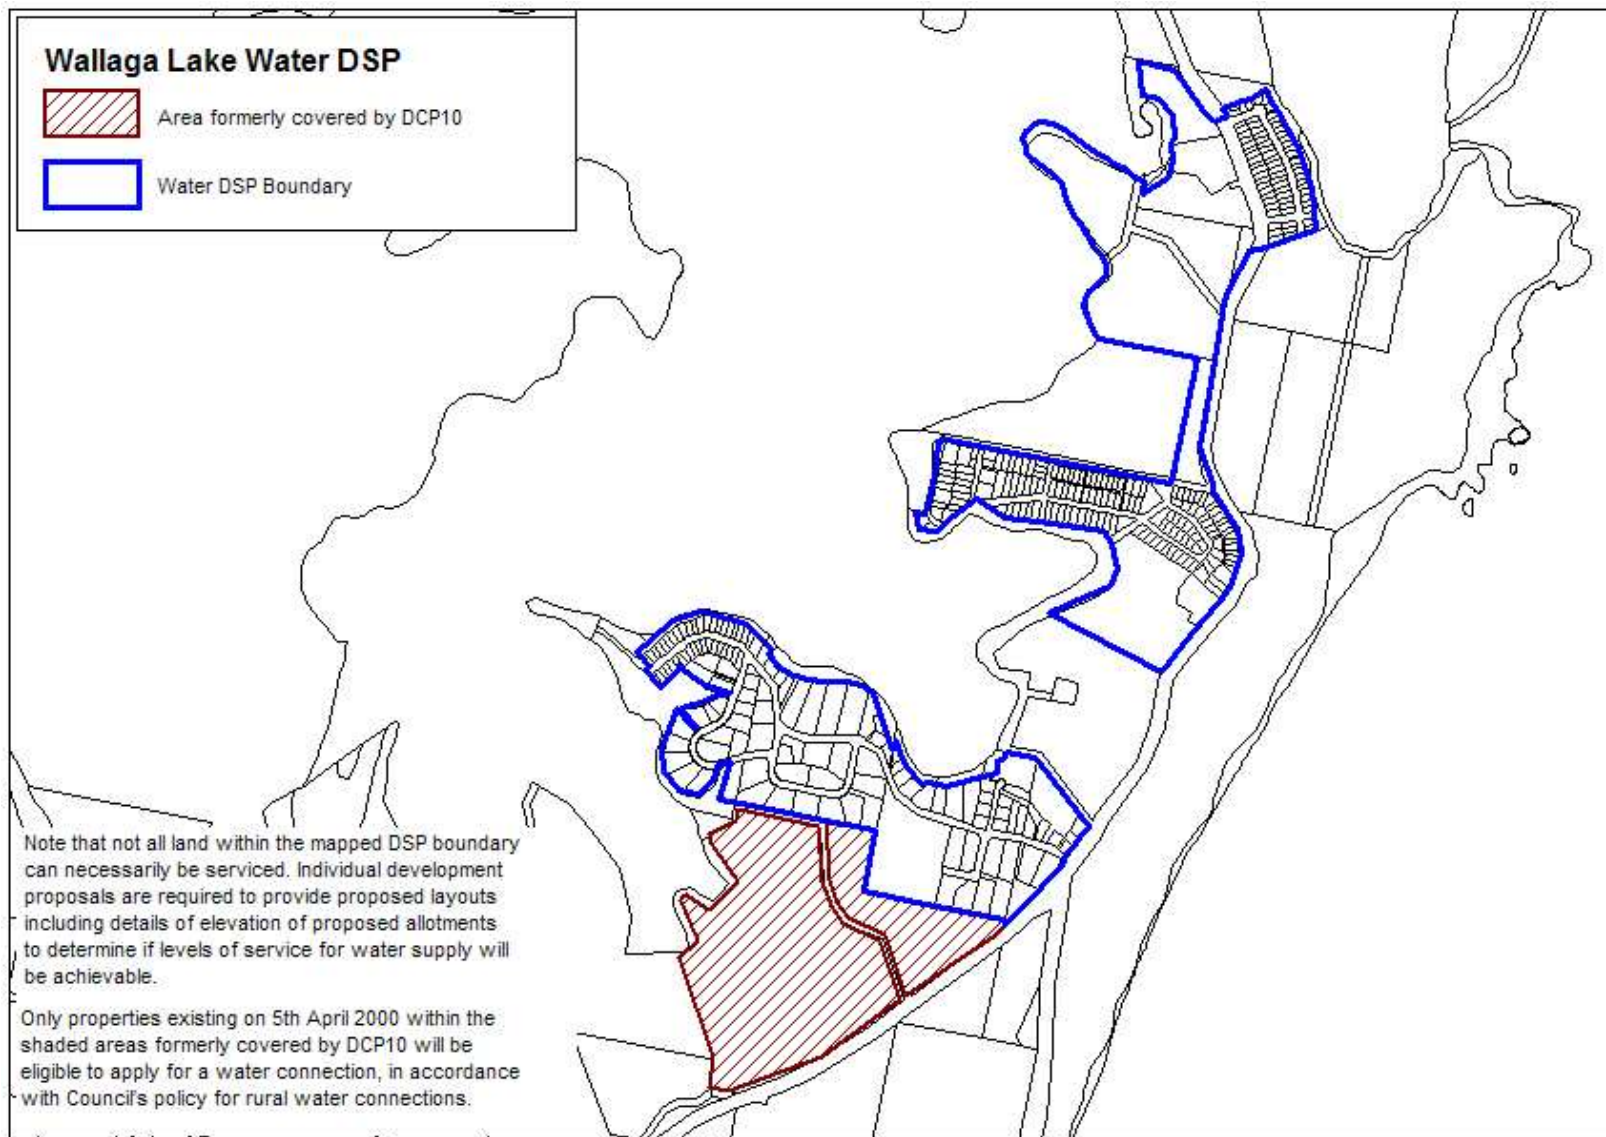 Wallaga Lake Water DSP
Area formerly covered by DCP10
Water DSP Boundary
Note that not all land within the mapped DSP boundary
can necessarily be serviced. Individual development
proposals are required to provide proposed layouts
including details of elevation of proposed allotments
to determine if levels of service for water supply will
be achievable.
Only properties existing on 5th April 2000 within the
shaded areas formerly covered by DCP10 will be
eligible to apply for a water connection, in accordance
with Council's policy for rural water connections.